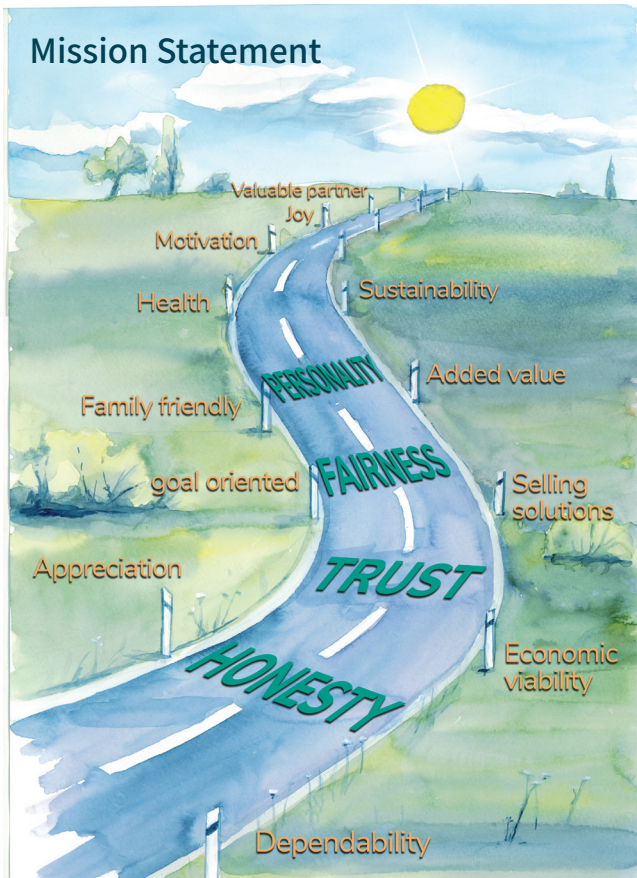 Mission Statement
Valuable partner
Joy
Motivation
Sustainability
Health
PERSONALITY
Added value
Family friendly
FAIRNESS
goal oriented
Selling
solutions
TRUST
Appreciation
Economic
viability
HONESTY
Dependability